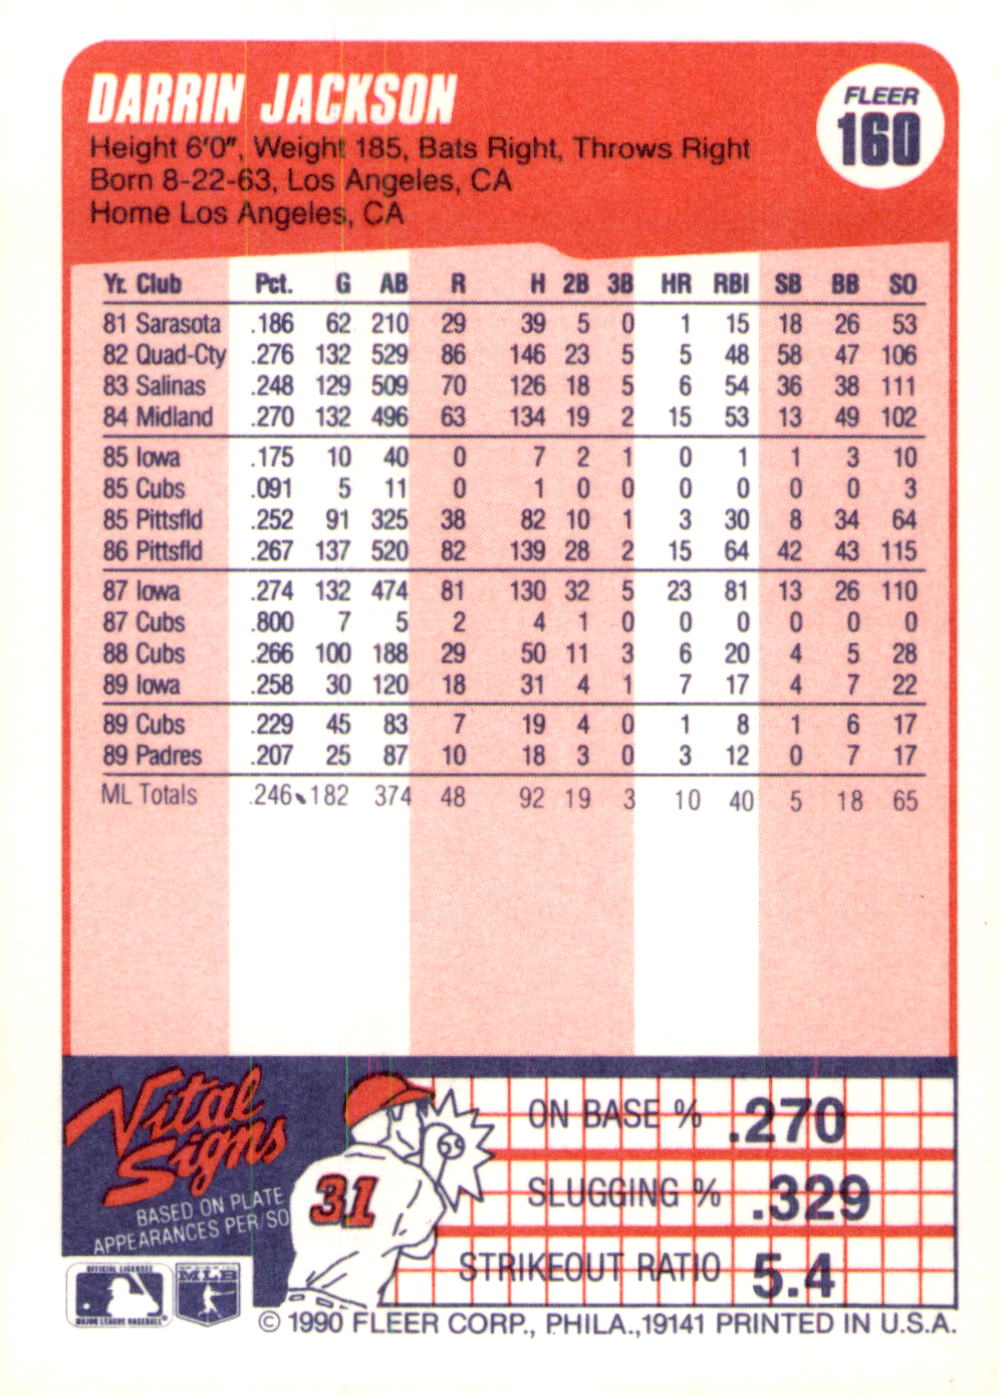 DARRIN JACKSON
FLEER
160
Height 6'0", Weight 185, Bats Right, Throws Right
Born 8-22-63, Los Angeles, CA
Home Los Angeles, CA
Yr. Club Pct. G AB R H 2B 3B HR RBI SB BB SO
81 Sarasota .186 62 210 29 39 5 0 1 15 18 26 53
82 Quad-Cty .276 132 529 86 146 23 5 5 48 58 47 106
83 Salinas .248 129 509 70 126 18 5 6 54 36 38 111
84 Midland .270 132 496 63 134 19 2 15 53 13 49 102
85 Iowa .175 10 40 0 7 2 1 0 1 1 3 10
85 Cubs .091 5 11 0 1 0 0 0 0 0 0 3
85 Pittsfld .252 91 325 38 82 10 1 3 30 8 34 64
86 Pittsfld .267 137 520 82 139 28 2 15 64 42 43 115
87 Iowa .274 132 474 81 130 32 5 23 81 13 26 110
87 Cubs .800 7 5 2 4 1 0 0 0 0 0 0
88 Cubs .266 100 188 29 50 11 3 6 20 4 5 28
89 Iowa .258 30 120 18 31 4 1 7 17 4 7 22
89 Cubs .229 45 83 7 19 4 0 1 8 1 6 17
89 Padres .207 25 87 10 18 3 0 3 12 0 7 17
ML Totals .246 182 374 48 92 19 3 10 40 5 18 65
Vital
Signs
BASED ON PLATE
APPEARANCES PER/SO
31
ON BASE % .270
SLUGGING % .329
STRIKEOUT RATIO 5.4
OFFICIAL LICENSEE
MAJOR LEAGUE BASEBALL®
MLB
© 1990 FLEER CORP., PHILA.,19141 PRINTED IN U.S.A.